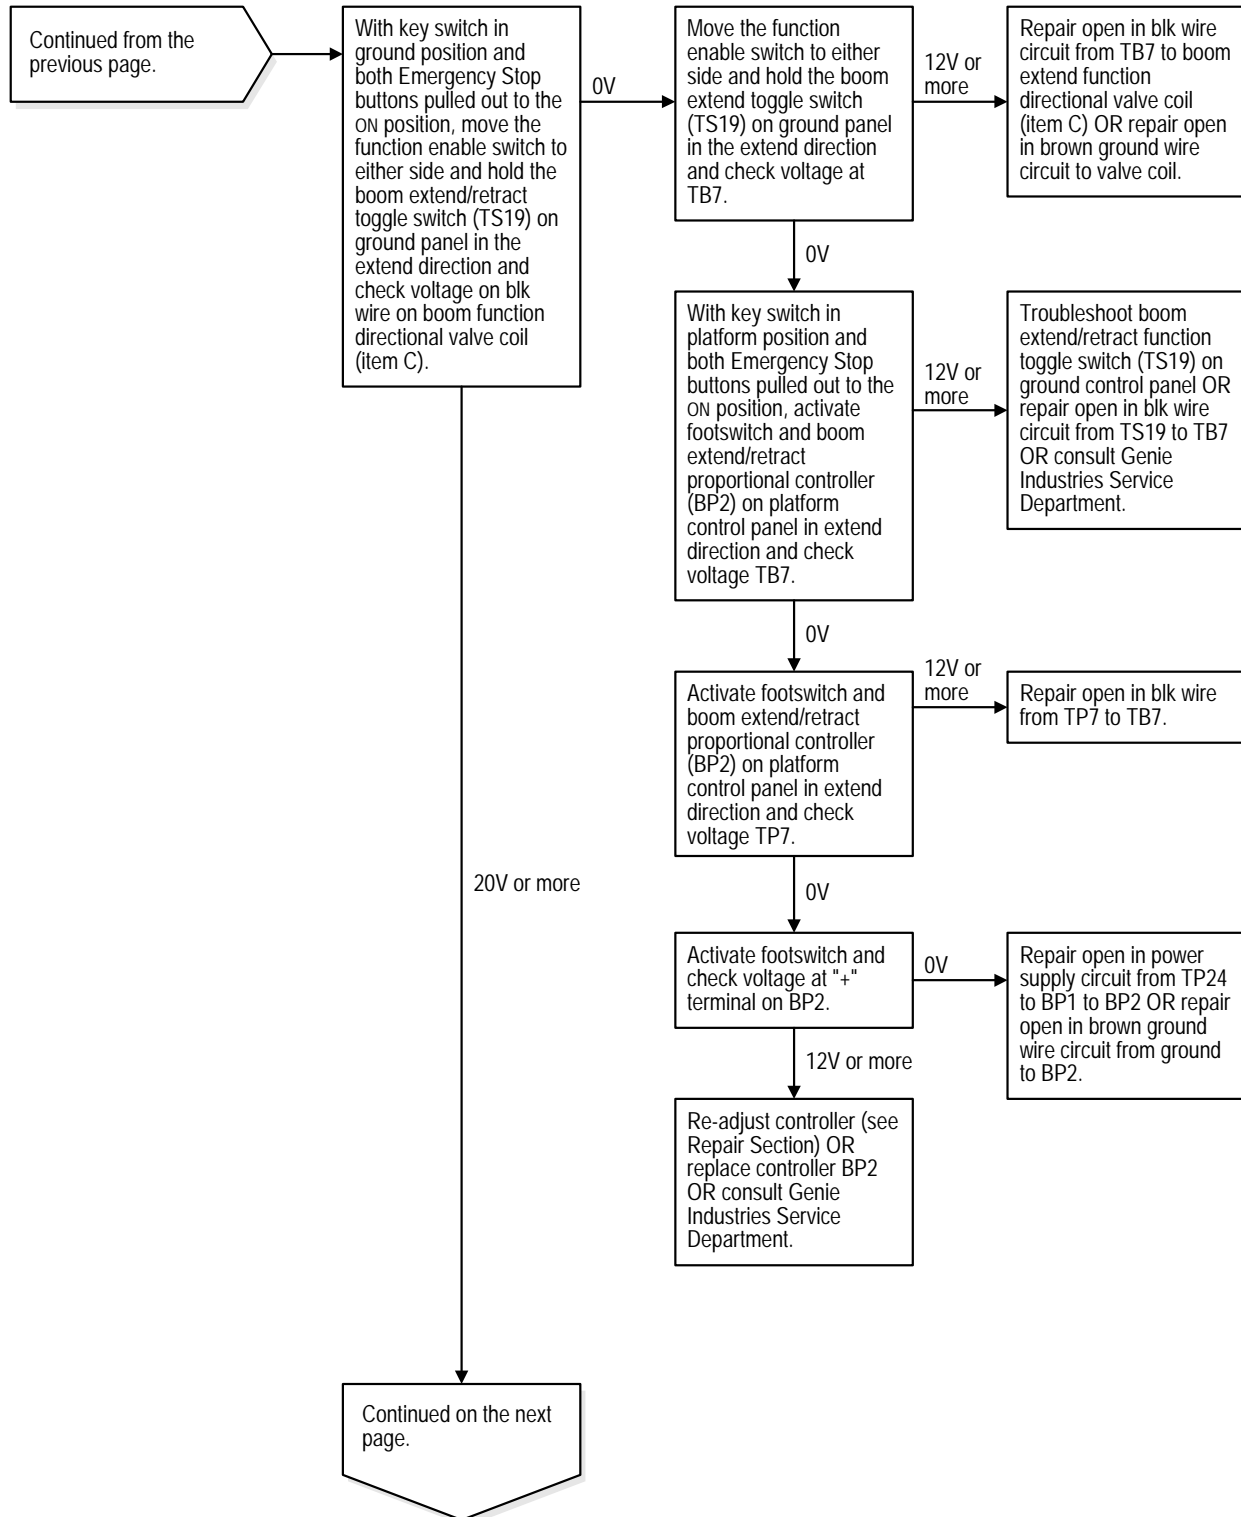 Continued from the
previous page.
With key switch in
ground position and
both Emergency Stop
buttons pulled out to the
ON position, move the
function enable switch to
either side and hold the
boom extend/retract
toggle switch (TS19) on
ground panel in the
extend direction and
check voltage on blk
wire on boom function
directional valve coil
(item C).
0V
Move the function
enable switch to either
side and hold the boom
extend toggle switch
(TS19) on ground panel
in the extend direction
and check voltage at
TB7.
12V or
more
Repair open in blk wire
circuit from TB7 to boom
extend function
directional valve coil
(item C) OR repair open
in brown ground wire
circuit to valve coil.
0V
With key switch in
platform position and
both Emergency Stop
buttons pulled out to the
ON position, activate
footswitch and boom
extend/retract
proportional controller
(BP2) on platform
control panel in extend
direction and check
voltage TB7.
12V or
more
Troubleshoot boom
extend/retract function
toggle switch (TS19) on
ground control panel OR
repair open in blk wire
circuit from TS19 to TB7
OR consult Genie
Industries Service
Department.
0V
Activate footswitch and
boom extend/retract
proportional controller
(BP2) on platform
control panel in extend
direction and check
voltage TP7.
12V or
more
Repair open in blk wire
from TP7 to TB7.
20V or more
0V
Activate footswitch and
check voltage at "+"
terminal on BP2.
0V
Repair open in power
supply circuit from TP24
to BP1 to BP2 OR repair
open in brown ground
wire circuit from ground
to BP2.
12V or more
Re-adjust controller (see
Repair Section) OR
replace controller BP2
OR consult Genie
Industries Service
Department.
Continued on the next
page.